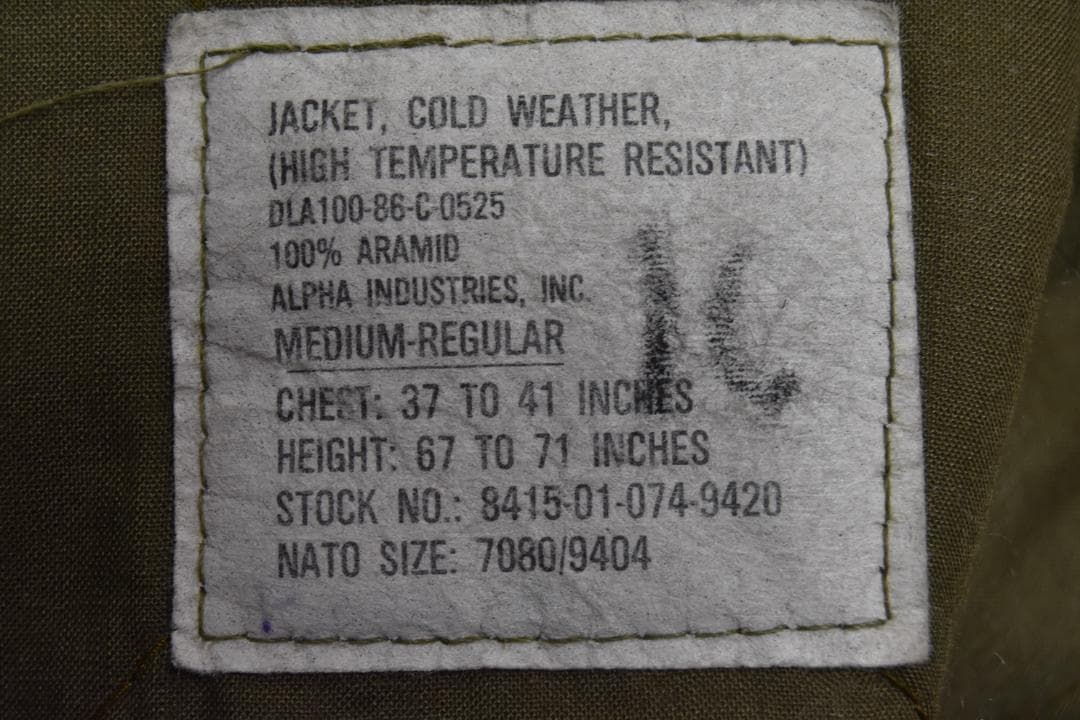 JACKET, COLD WEATHER,
(HIGH TEMPERATURE RESISTANT)
DLA100-86-C-0525
100% ARAMID
ALPHA INDUSTRIES, INC.
MEDIUM-REGULAR
CHEST: 37 TO 41 INCHES
HEIGHT: 67 TO 71 INCHES
STOCK NO.: 8415-01-074-9420
NATO SIZE: 7080/9404